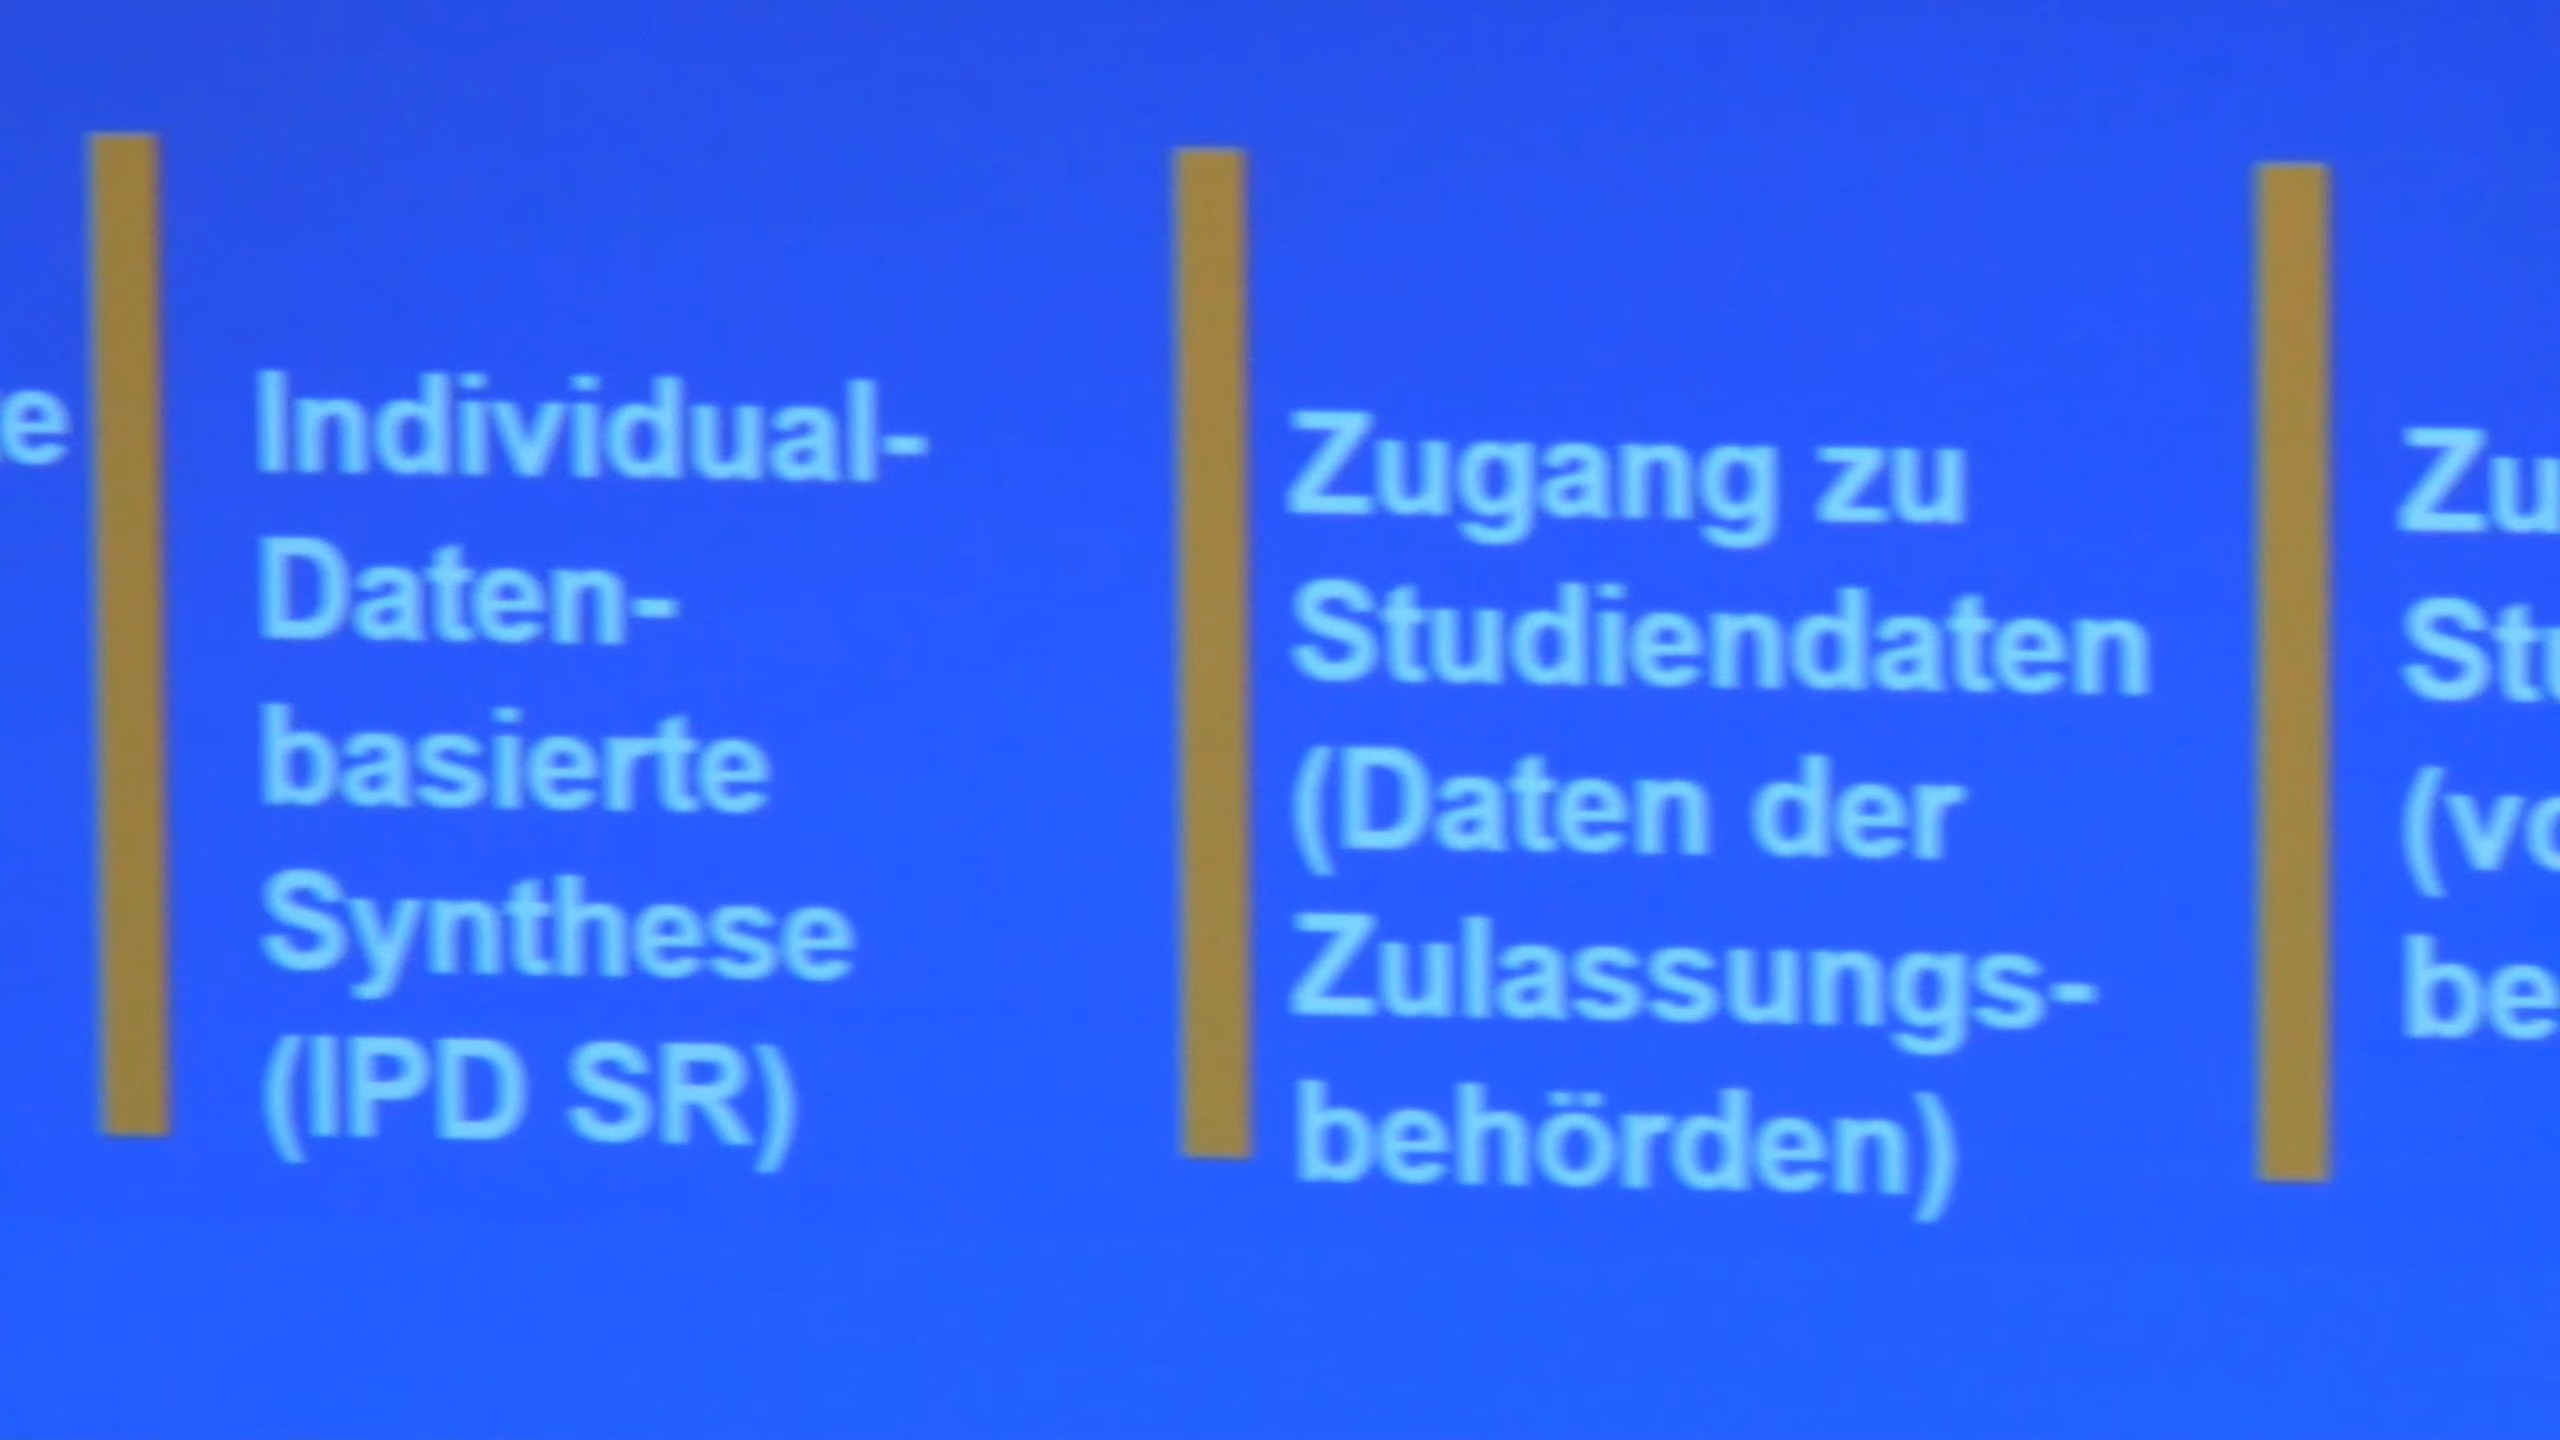 Individual-
Daten-
basierte
Synthese
(IPD SR)
Zugang zu
Studiendaten
(Daten der
Zulassungs-
behörden)